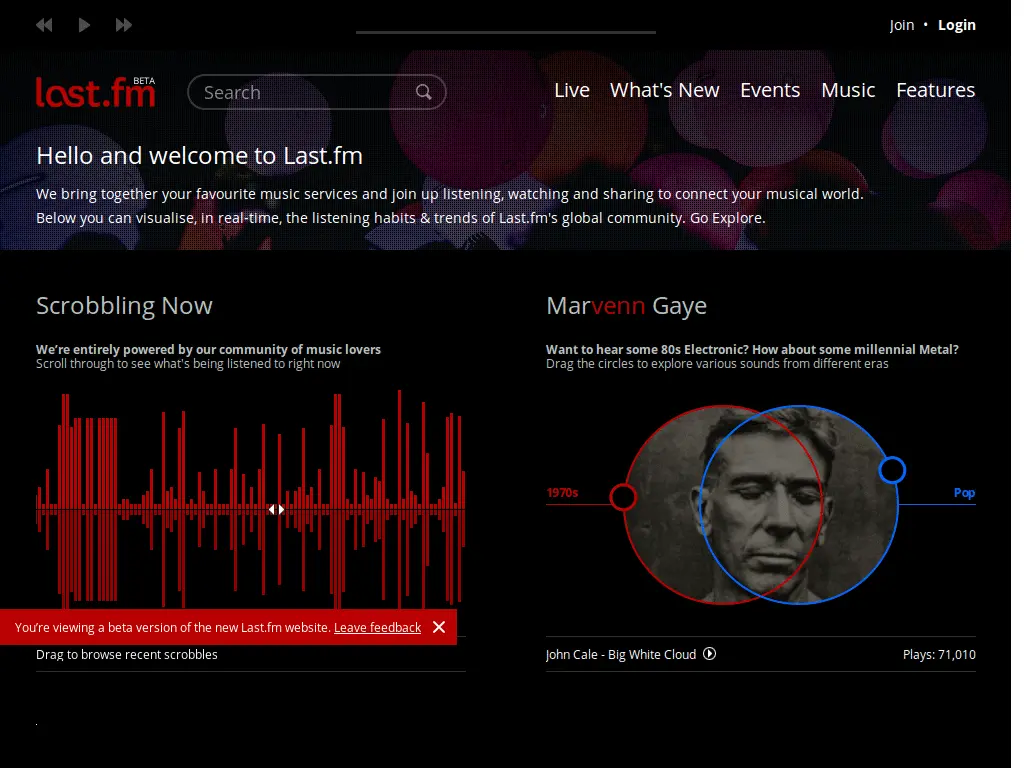 Join • Login
last.fm BETA
Search
Live What's New Events Music Features
Hello and welcome to Last.fm
We bring together your favourite music services and join up listening, watching and sharing to connect your musical world.
Below you can visualise, in real-time, the listening habits & trends of Last.fm's global community. Go Explore.
Scrobbling Now
We're entirely powered by our community of music lovers
Scroll through to see what's being listened to right now
You're viewing a beta version of the new Last.fm website. Leave feedback
Drag to browse recent scrobbles
Marvenn Gaye
Want to hear some 80s Electronic? How about some millennial Metal?
Drag the circles to explore various sounds from different eras
1970s
Pop
John Cale - Big White Cloud
Plays: 71,010